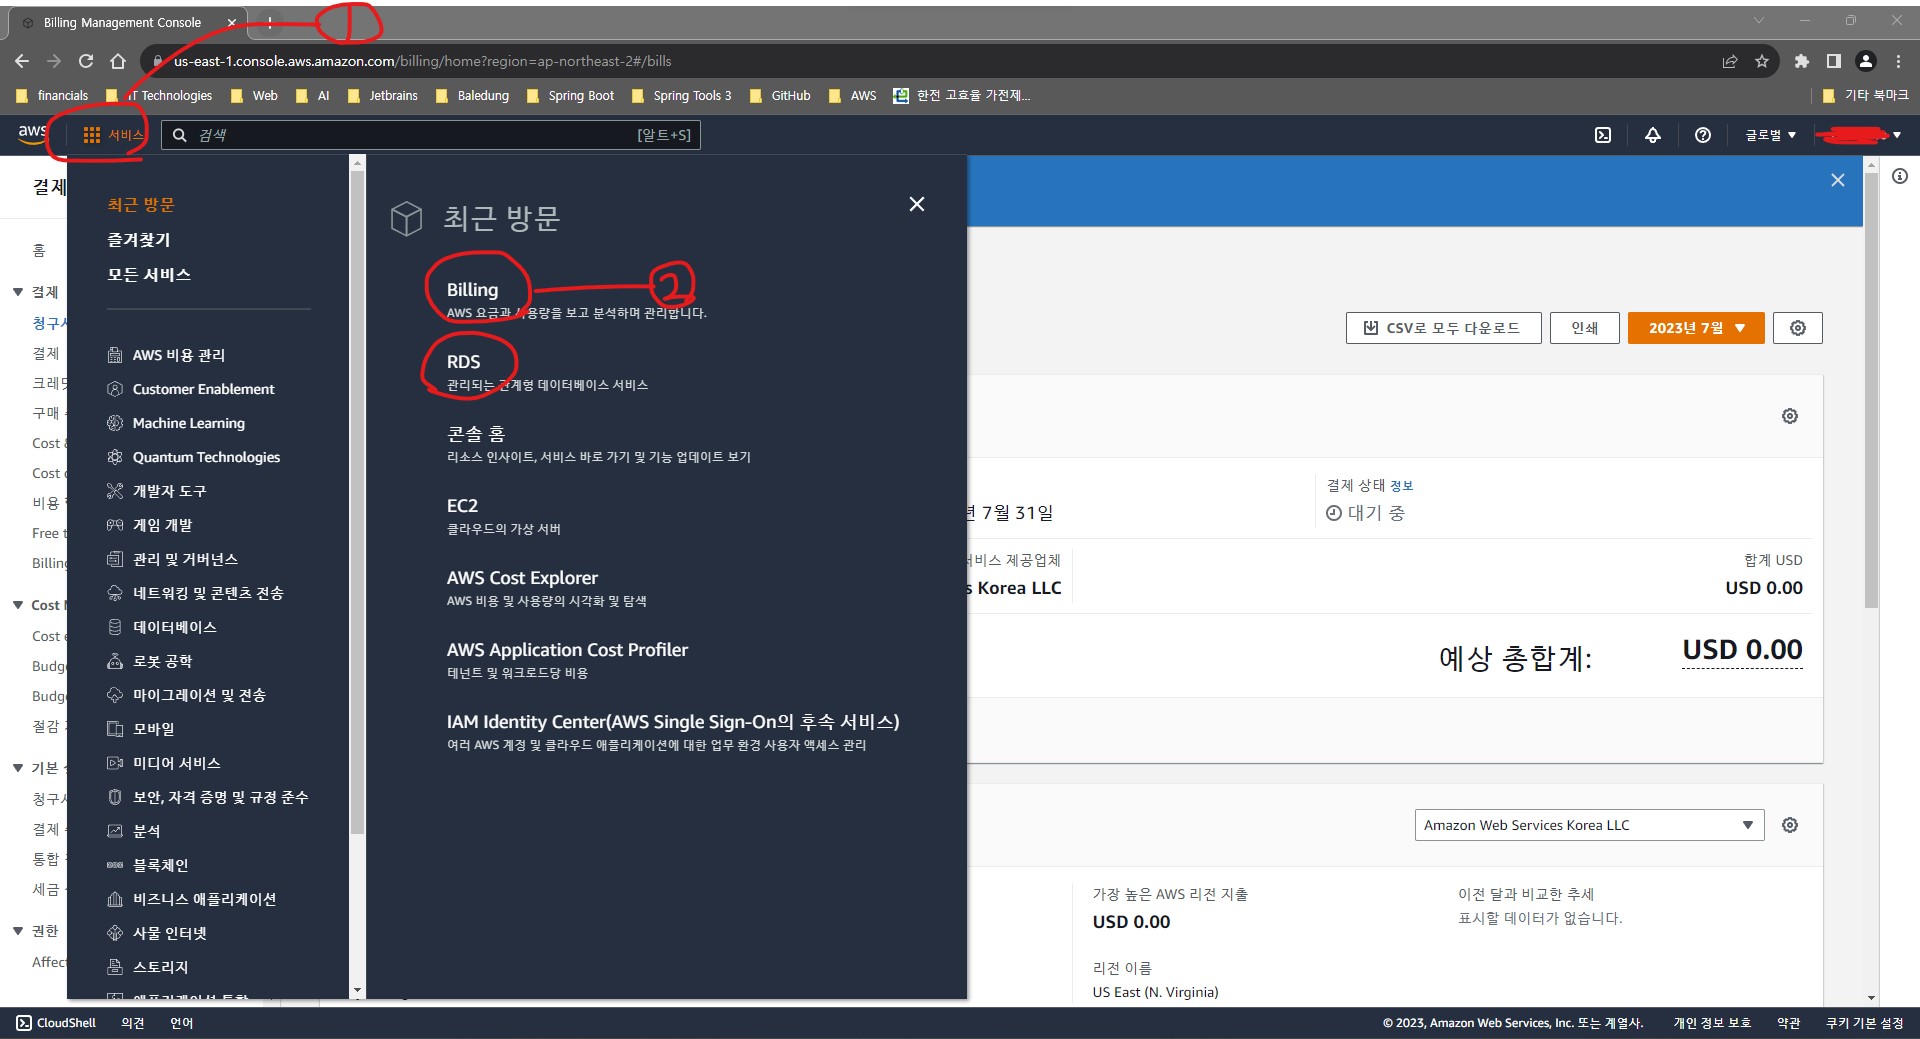 Billing Management Console
1
us-east-1.console.aws.amazon.com/billing/home?region=ap-northeast-2#/bills
financials
IT Technologies
Web
AI
Jetbrains
Baledung
Spring Boot
Spring Tools 3
GitHub
AWS
한전 고효율 가전제...
기타 북마크
aws
서비스
검색
[알트+S]
글로벌
결제
홈
결제
결제
구매
Cost
Cost
비용
Free
Billing
Cost
Cost
Budg
Budg
절감
기본
결제
통합
세금
권한
Affect
최근 방문
즐겨찾기
모든 서비스
AWS 비용 관리
Customer Enablement
Machine Learning
Quantum Technologies
개발자 도구
게임 개발
관리 및 거버넌스
네트워킹 및 콘텐츠 전송
데이터베이스
로봇 공학
마이그레이션 및 전송
모바일
미디어 서비스
보안, 자격 증명 및 규정 준수
분석
블록체인
비즈니스 애플리케이션
사물 인터넷
스토리지
최근 방문
Billing
2
AWS 요금과 사용량을 보고 분석하며 관리합니다.
RDS
관리되는 관계형 데이터베이스 서비스
콘솔 홈
리소스 인사이트, 서비스 바로 가기 및 기능 업데이트 보기
EC2
클라우드의 가상 서버
AWS Cost Explorer
AWS 비용 및 사용량의 시각화 및 탐색
AWS Application Cost Profiler
테넌트 및 워크로드당 비용
IAM Identity Center(AWS Single Sign-On의 후속 서비스)
여러 AWS 계정 및 클라우드 애플리케이션에 대한 업무 환경 사용자 액세스 관리
CSV로 모두 다운로드
인쇄
2023년 7월
결제 상태 정보
7월 31일
대기 중
제공업체
합계 USD
Korea LLC
USD 0.00
예상 총합계:
USD 0.00
Amazon Web Services Korea LLC
가장 높은 AWS 리전 지출
이전 달과 비교한 추세
USD 0.00
표시할 데이터가 없습니다.
리전 이름
US East (N. Virginia)
CloudShell
의견
언어
© 2023, Amazon Web Services, Inc. 또는 계열사.
개인 정보 보호
약관
쿠키 기본 설정